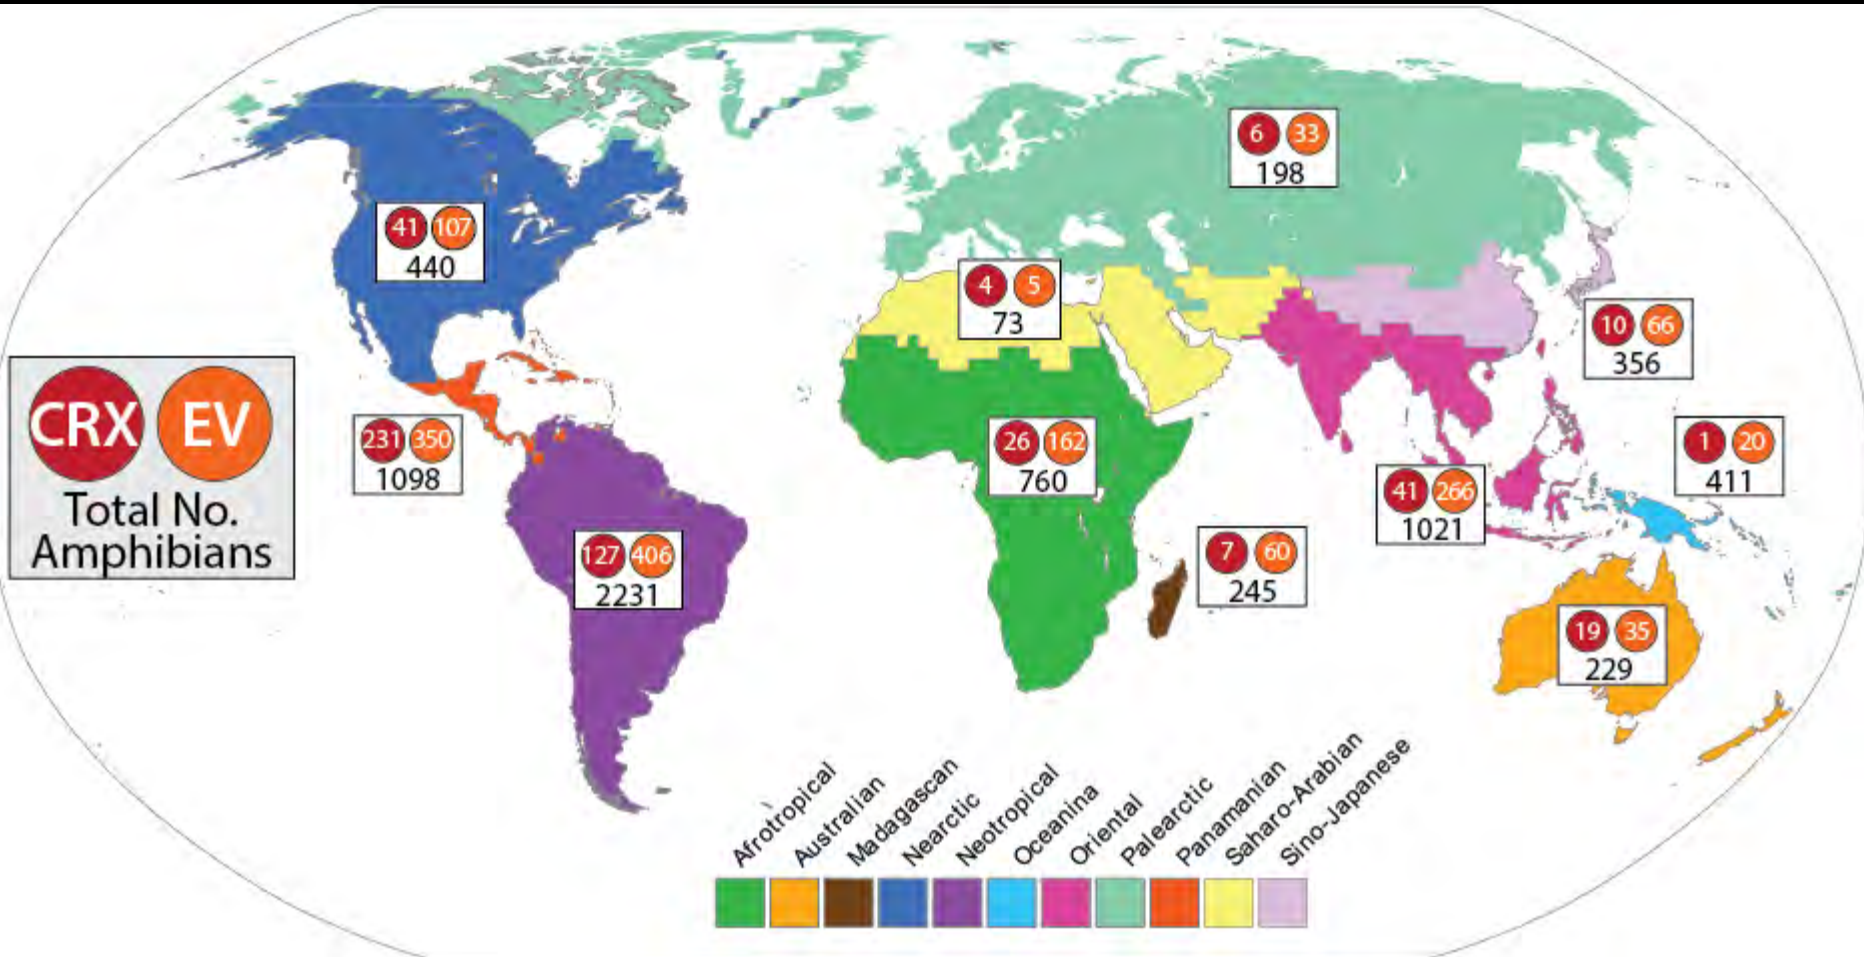 6 33
198
41 107
440
4 5
73
10 66
356
CRX EV
Total No.
Amphibians
231 350
1098
26 162
760
1 20
411
41 266
1021
127 406
2231
7 60
245
19 35
229
Afrotropical
Australian
Madagascan
Nearctic
Neotropical
Oceanina
Oriental
Palearctic
Panamanian
Saharo-Arabian
Sino-Japanese